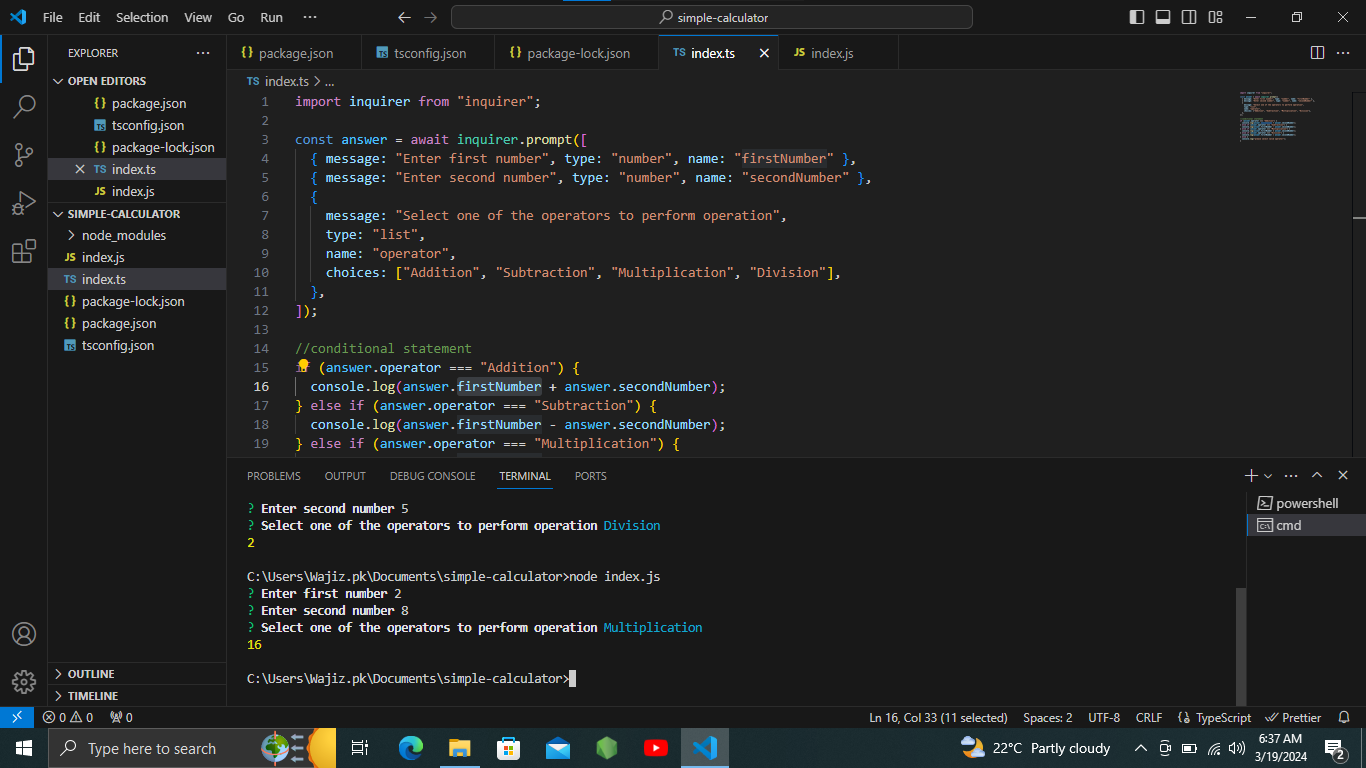 File Edit Selection View Go Run ··· simple-calculator
EXPLORER ···
OPEN EDITORS
{} package.json
TS tsconfig.json
{} package-lock.json
TS index.ts
JS index.js
SIMPLE-CALCULATOR
node_modules
JS index.js
TS index.ts
{} package-lock.json
{} package.json
TS tsconfig.json
OUTLINE
TIMELINE
{} package.json TS tsconfig.json {} package-lock.json TS index.ts JS index.js
TS index.ts > ...
1 import inquirer from "inquirer";
2
3 const answer = await inquirer.prompt([
4 { message: "Enter first number", type: "number", name: "firstNumber" },
5 { message: "Enter second number", type: "number", name: "secondNumber" },
6 {
7 message: "Select one of the operators to perform operation",
8 type: "list",
9 name: "operator",
10 choices: ["Addition", "Subtraction", "Multiplication", "Division"],
11 },
12 ]);
13
14 //conditional statement
15 (answer.operator === "Addition") {
16 console.log(answer.firstNumber + answer.secondNumber);
17 } else if (answer.operator === "Subtraction") {
18 console.log(answer.firstNumber - answer.secondNumber);
19 } else if (answer.operator === "Multiplication") {
PROBLEMS OUTPUT DEBUG CONSOLE TERMINAL PORTS
? Enter second number 5
? Select one of the operators to perform operation Division
2
C:\Users\Wajiz.pk\Documents\simple-calculator>node index.js
? Enter first number 2
? Enter second number 8
? Select one of the operators to perform operation Multiplication
16
C:\Users\Wajiz.pk\Documents\simple-calculator>
powershell
cmd
0 0 0 Ln 16, Col 33 (11 selected) Spaces: 2 UTF-8 CRLF {} TypeScript Prettier
Type here to search 22°C Partly cloudy 6:37 AM
3/19/2024
2